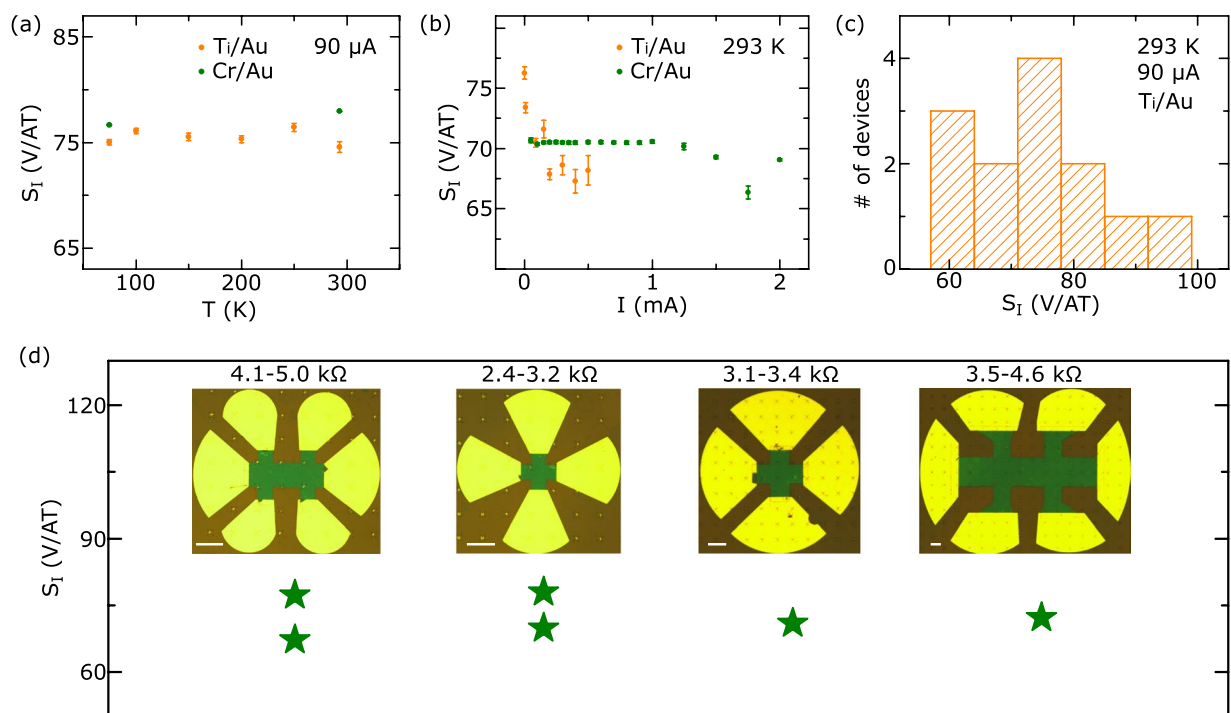 (a)
85
75
65
S_I (V/AT)
Ti/Au
Cr/Au
90 μA
100
200
300
T (K)
(b)
75
70
65
S_I (V/AT)
Ti/Au
Cr/Au
293 K
0
1
2
I (mA)
(c)
4
2
0
# of devices
293 K
90 μA
Ti/Au
60
80
100
S_I (V/AT)
(d)
4.1-5.0 kΩ
2.4-3.2 kΩ
3.1-3.4 kΩ
3.5-4.6 kΩ
120
90
60
S_I (V/AT)